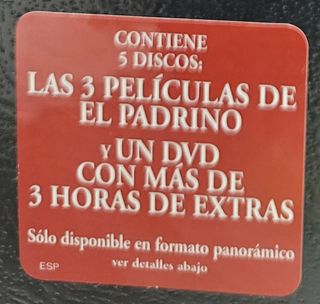 CONTIENE
5 DISCOS:
LAS 3 PELÍCULAS DE
EL PADRINO
Y UN DVD
CON MÁS DE
3 HORAS DE EXTRAS
Sólo disponible en formato panorámico
ver detalles abajo
ESP